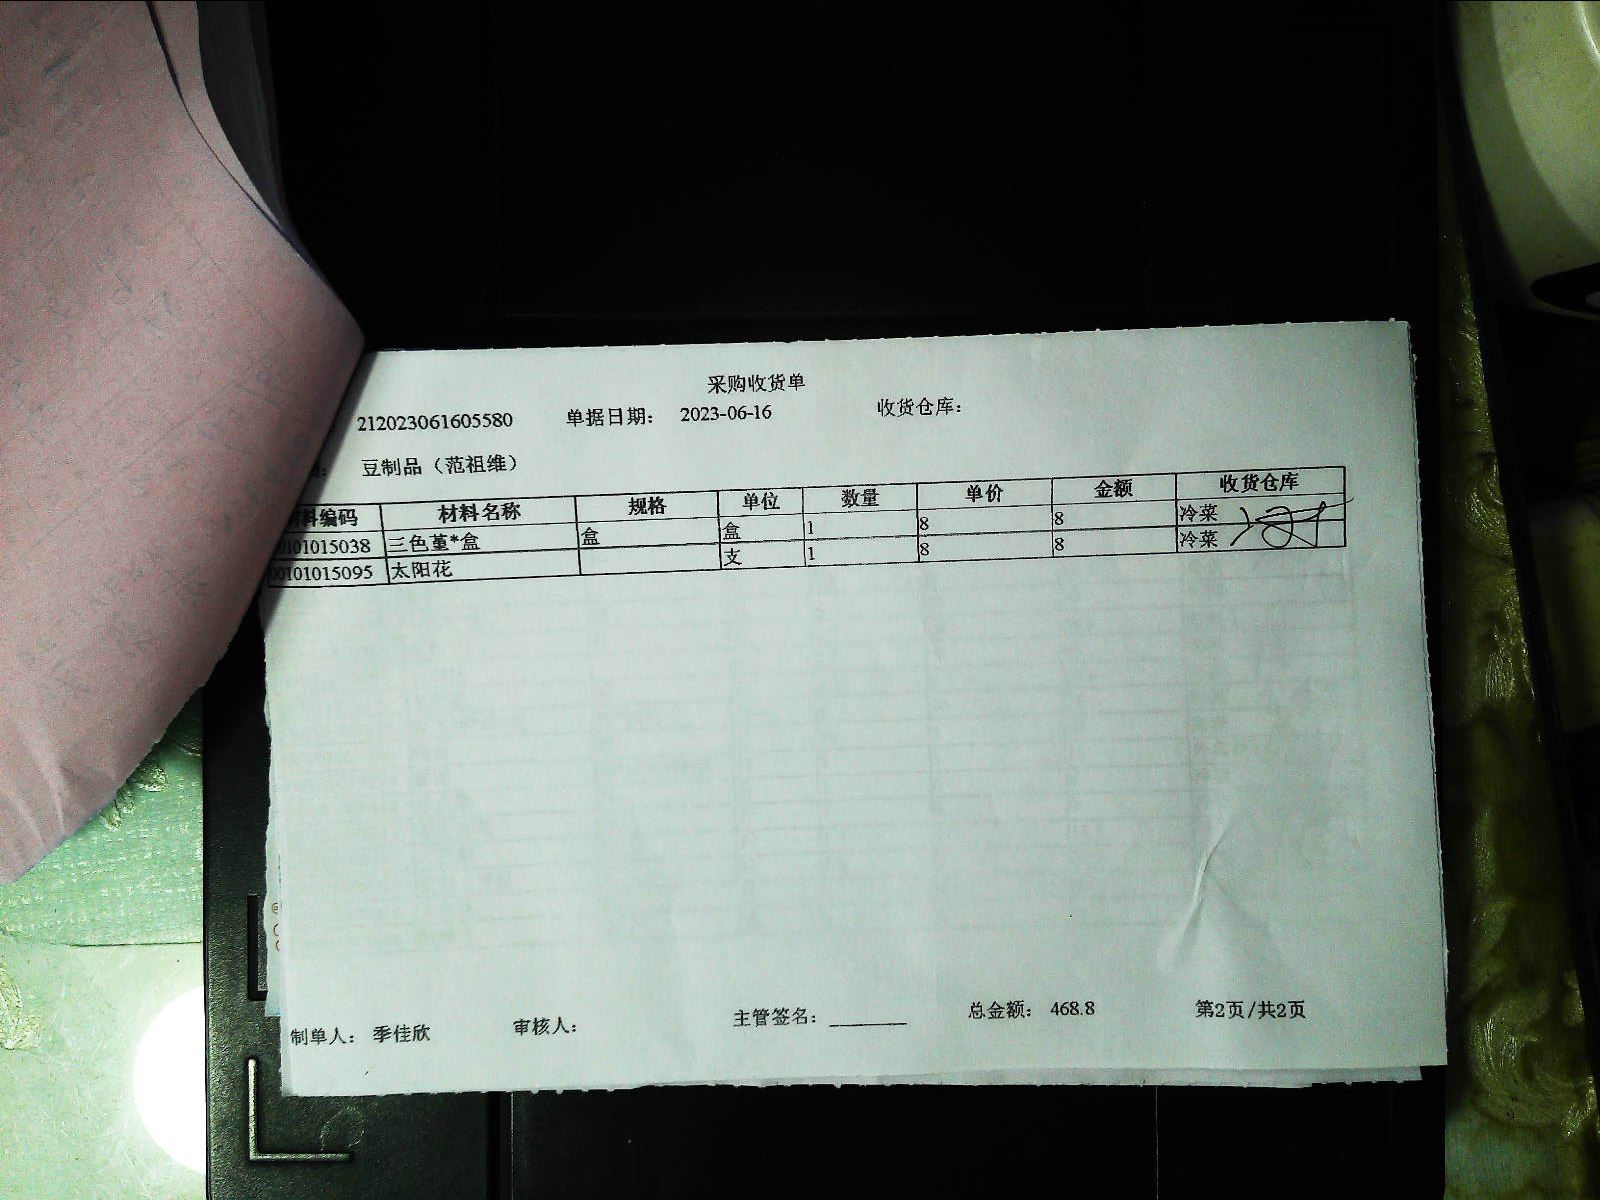 采购收货单
212023061605580 单据日期： 2023-06-16 收货仓库：
豆制品（范祖维）
料编码 材料名称 规格 单位 数量 单价 金额 收货仓库
0101015038 三色堇*盒 盒 盒 1 8 8 冷菜
00101015095 太阳花 支 1 8 8 冷菜
制单人： 季佳欣 审核人： 主管签名： ________ 总金额： 468.8 第2页/共2页